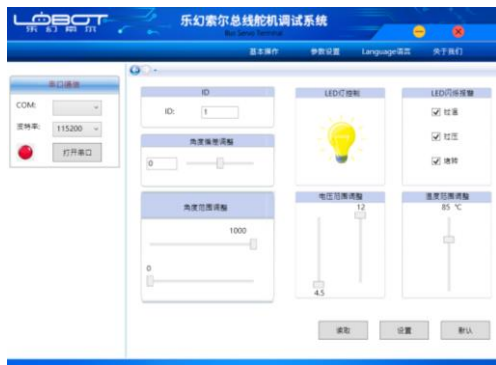 LOBOT
乐幻索尔总线舵机调试系统
Bus Servo Terminal
基本操作 参数设置 Language语言 关于我们
串口通信
COM:
波特率: 115200
打开串口
ID
ID: 1
角度偏差调整
0
角度范围调整
1000
0
LED灯控制
LED闪烁报警
过温
过压
堵转
电压范围调整
12
4.5
温度范围调整
85 ℃
读取 设置 默认